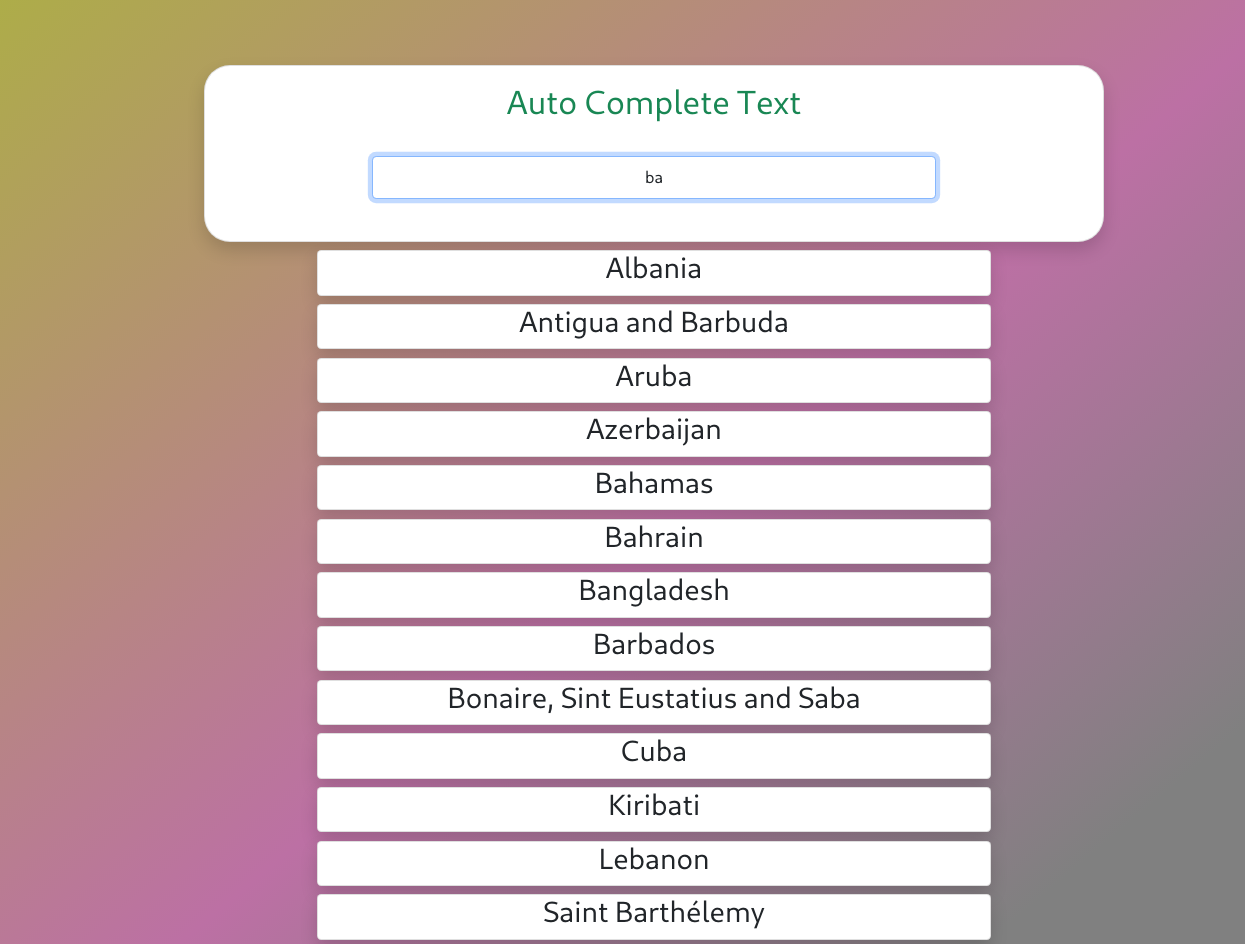 Auto Complete Text
ba
Albania
Antigua and Barbuda
Aruba
Azerbaijan
Bahamas
Bahrain
Bangladesh
Barbados
Bonaire, Sint Eustatius and Saba
Cuba
Kiribati
Lebanon
Saint Barthélemy